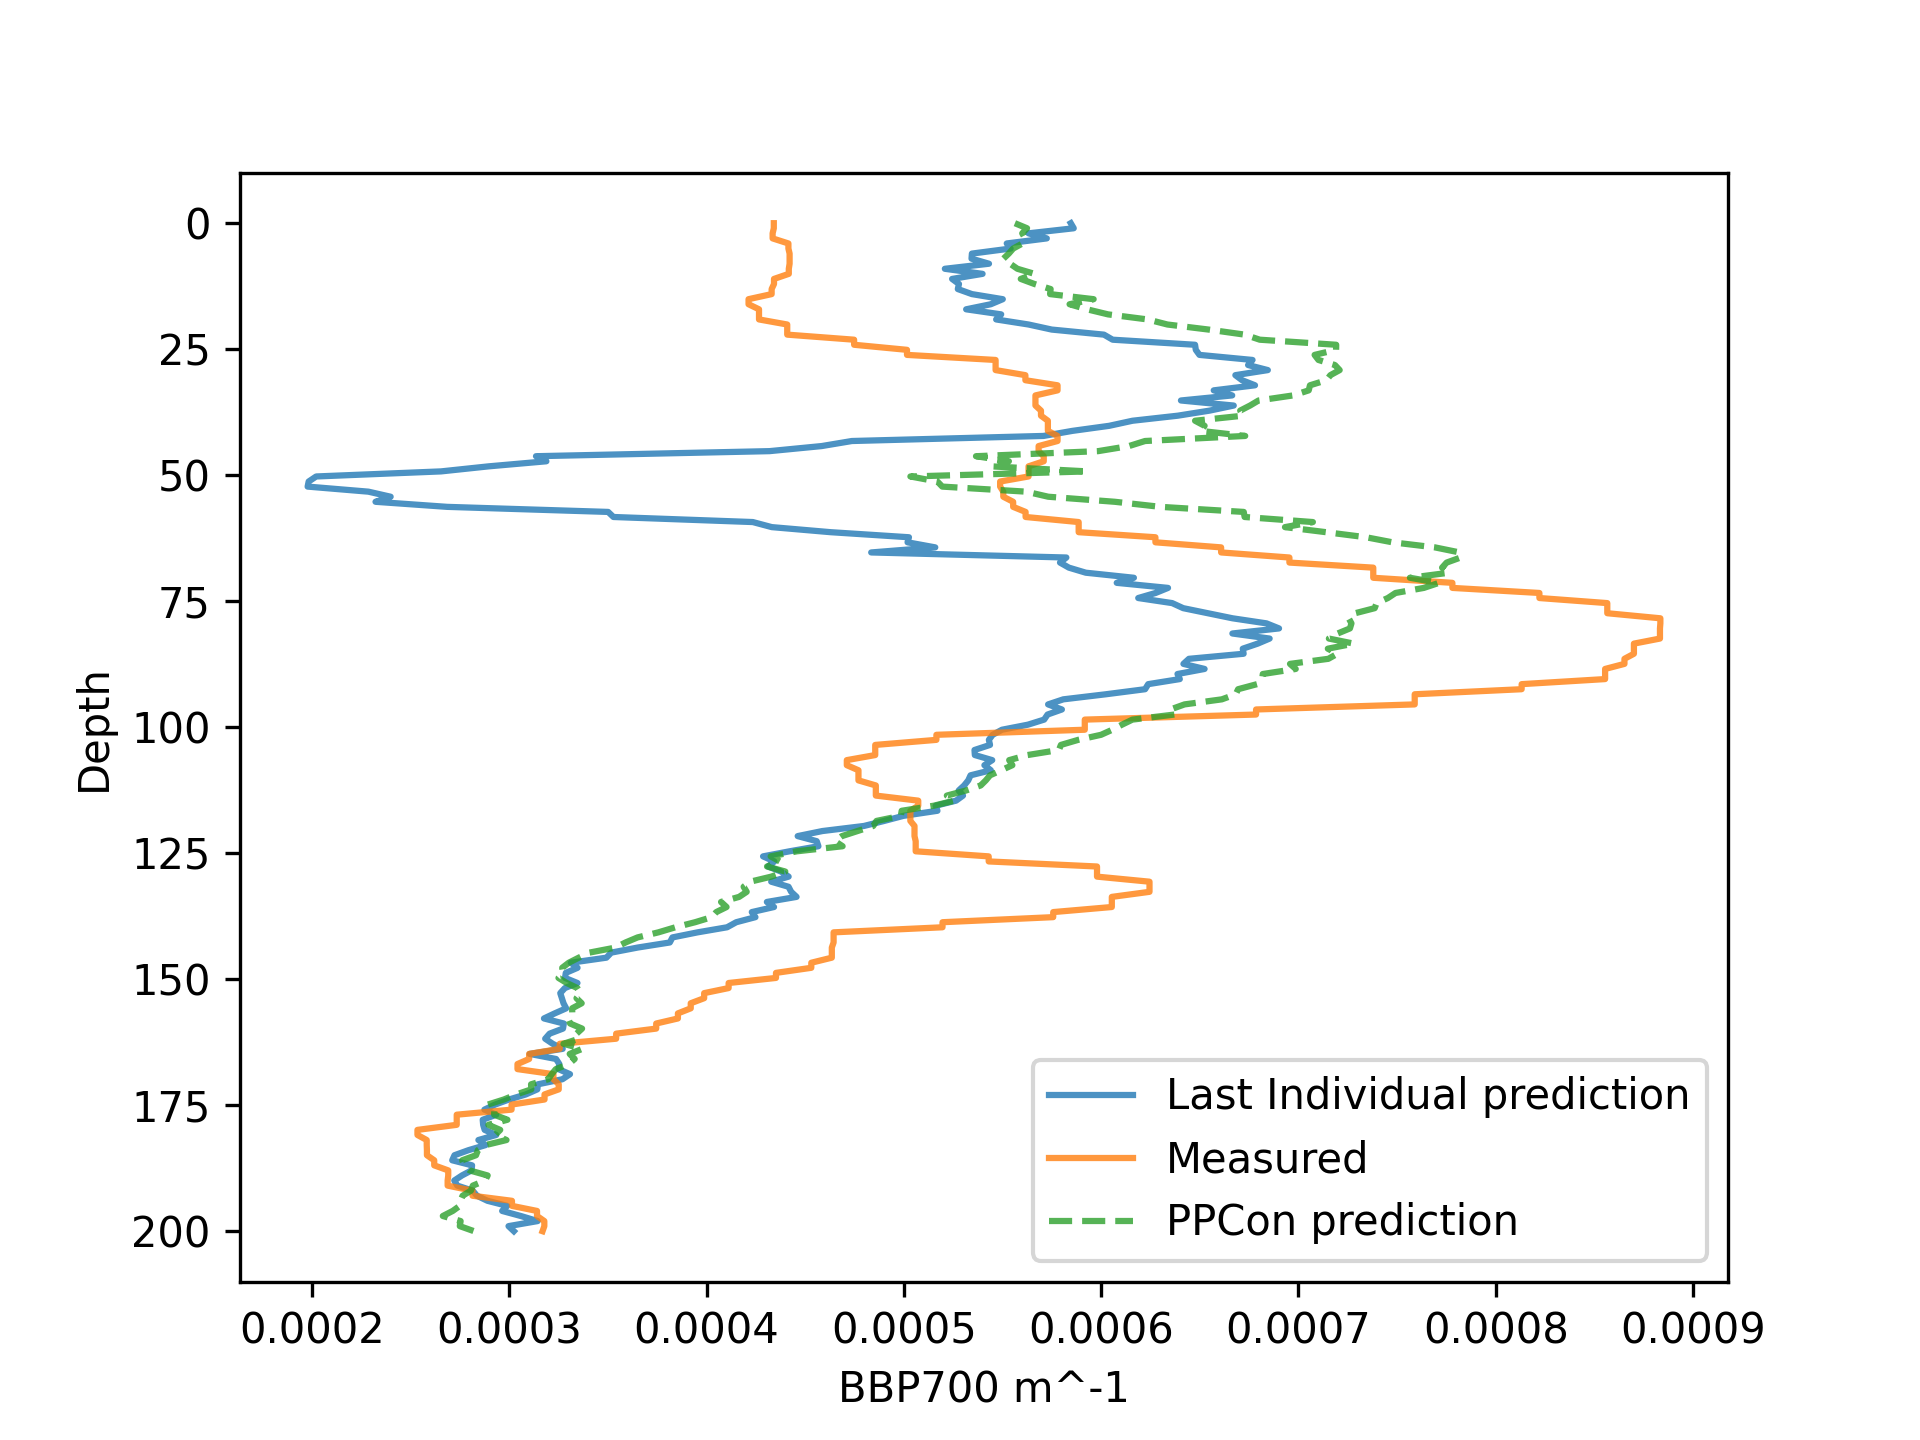 0
25
50
75
100
125
150
175
200
Depth
0.0002 0.0003 0.0004 0.0005 0.0006 0.0007 0.0008 0.0009
BBP700 m^-1
Last Individual prediction
Measured
PPCon prediction